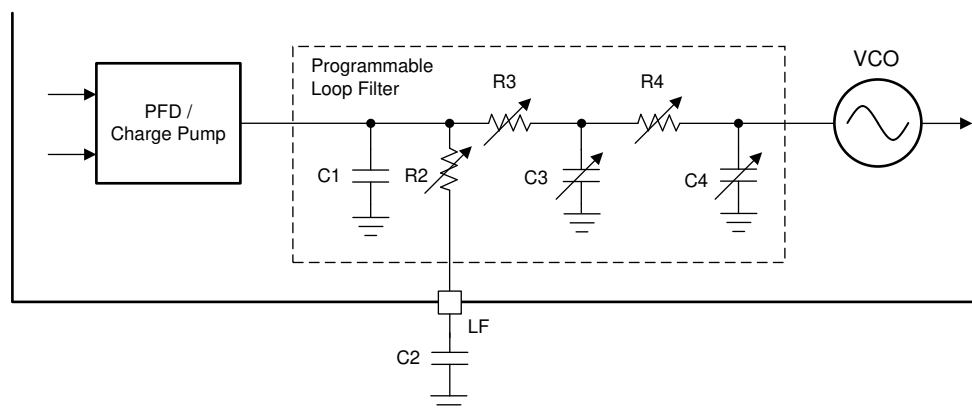 Programmable
Loop Filter
VCO
R3
R4
PFD /
Charge Pump
C1
R2
C3
C4
LF
C2